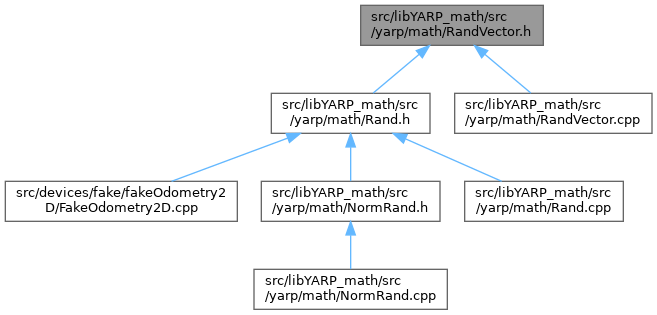 src/libYARP_math/src
/yarp/math/RandVector.h
src/libYARP_math/src
/yarp/math/Rand.h
src/libYARP_math/src
/yarp/math/RandVector.cpp
src/devices/fake/fakeOdometry2
D/FakeOdometry2D.cpp
src/libYARP_math/src
/yarp/math/NormRand.h
src/libYARP_math/src
/yarp/math/Rand.cpp
src/libYARP_math/src
/yarp/math/NormRand.cpp